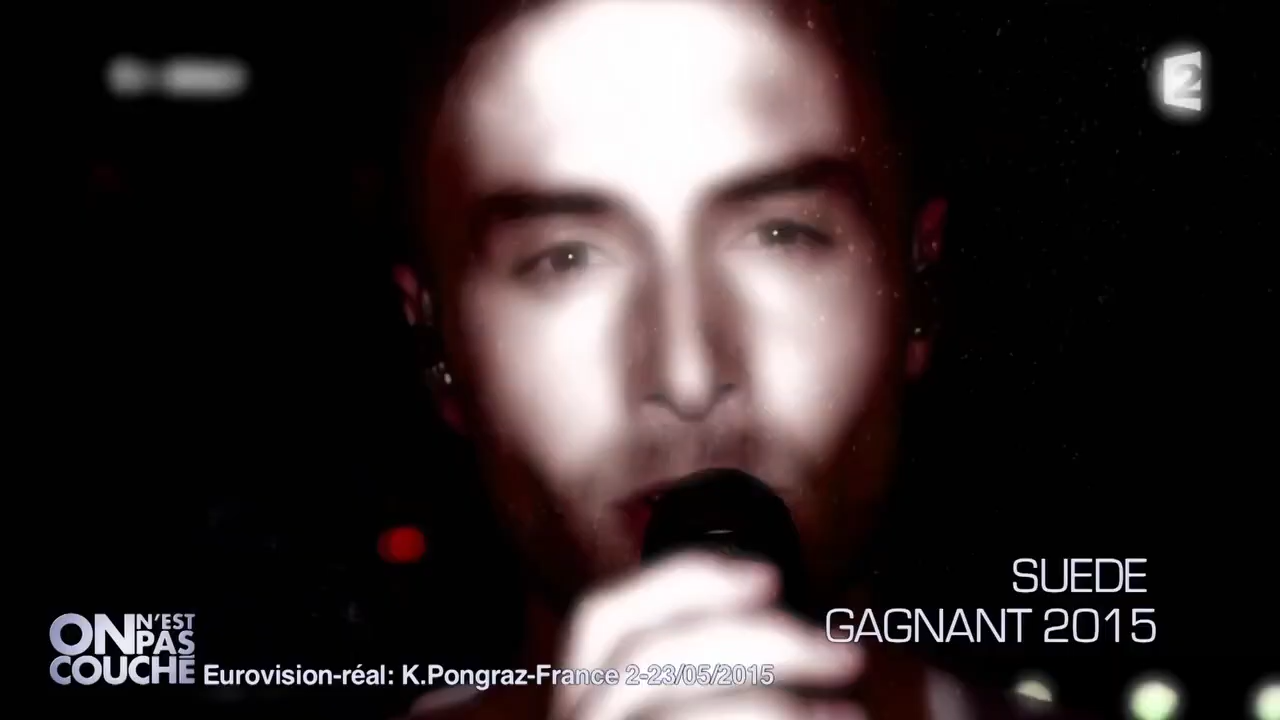 2
SUEDE
GAGNANT 2015
ON N'EST
PAS
COUCHÉ
Eurovision-réal: K.Pongraz-France 2-23/05/2015